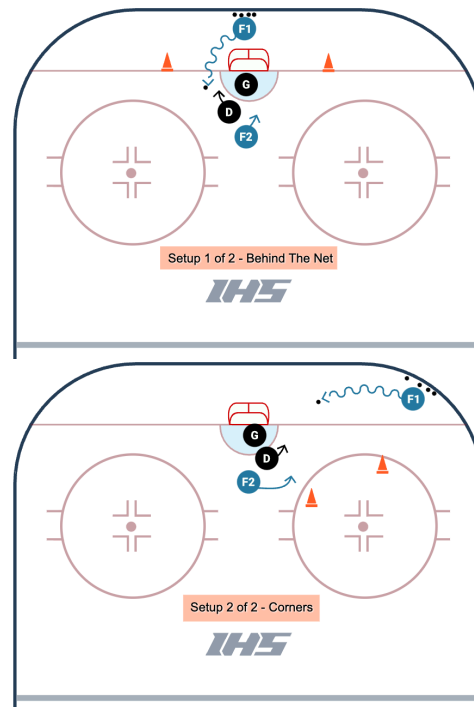 F1
G
D
F2
Setup 1 of 2 - Behind The Net
IHS
F1
G
D
F2
Setup 2 of 2 - Corners
IHS